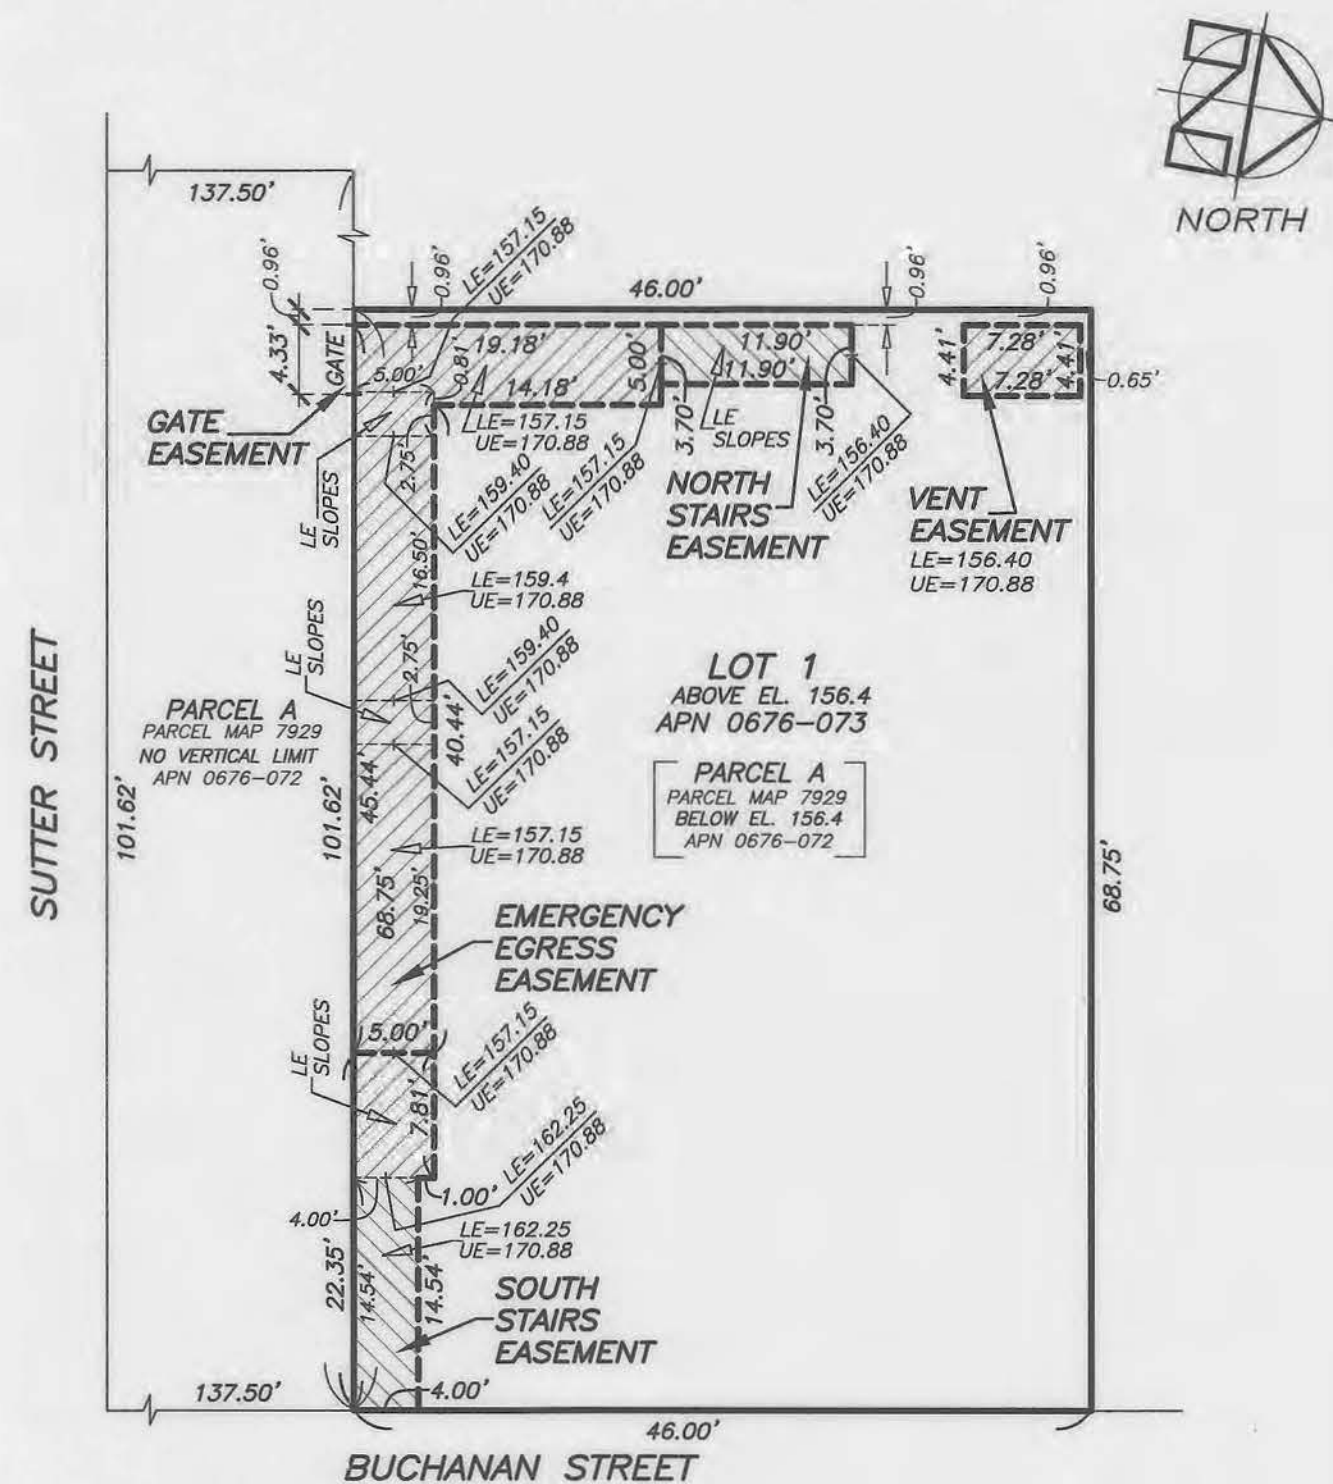 NORTH
137.50'
0.96'
0.96'
LE=157.15
UE=170.88
46.00'
0.96'
0.96'
4.33'
GATE
5.00'
0.81'
19.18'
14.18'
5.00'
11.90'
11.90'
4.41'
7.28'
7.28'
4.41'
0.65'
GATE
EASEMENT
LE
SLOPES
2.75'
LE=157.15
UE=170.88
LE=159.40
UE=170.88
LE=157.15
UE=170.88
3.70'
LE
SLOPES
3.70'
LE=156.40
UE=170.88
NORTH
STAIRS
EASEMENT
VENT
EASEMENT
LE=156.40
UE=170.88
16.50'
LE=159.4
UE=170.88
LE
SLOPES
2.75'
LE=159.40
UE=170.88
LE=157.15
UE=170.88
40.44'
LOT 1
ABOVE EL. 156.4
APN 0676-073
PARCEL A
PARCEL MAP 7929
BELOW EL. 156.4
APN 0676-072
SUTTER STREET
PARCEL A
PARCEL MAP 7929
NO VERTICAL LIMIT
APN 0676-072
101.62'
101.62'
45.44'
LE=157.15
UE=170.88
68.75'
19.25'
68.75'
EMERGENCY
EGRESS
EASEMENT
LE
SLOPES
5.00'
LE=157.15
UE=170.88
7.81'
LE=162.25
UE=170.88
1.00'
4.00'
LE=162.25
UE=170.88
22.35'
14.54'
14.54'
SOUTH
STAIRS
EASEMENT
137.50'
4.00'
46.00'
BUCHANAN STREET